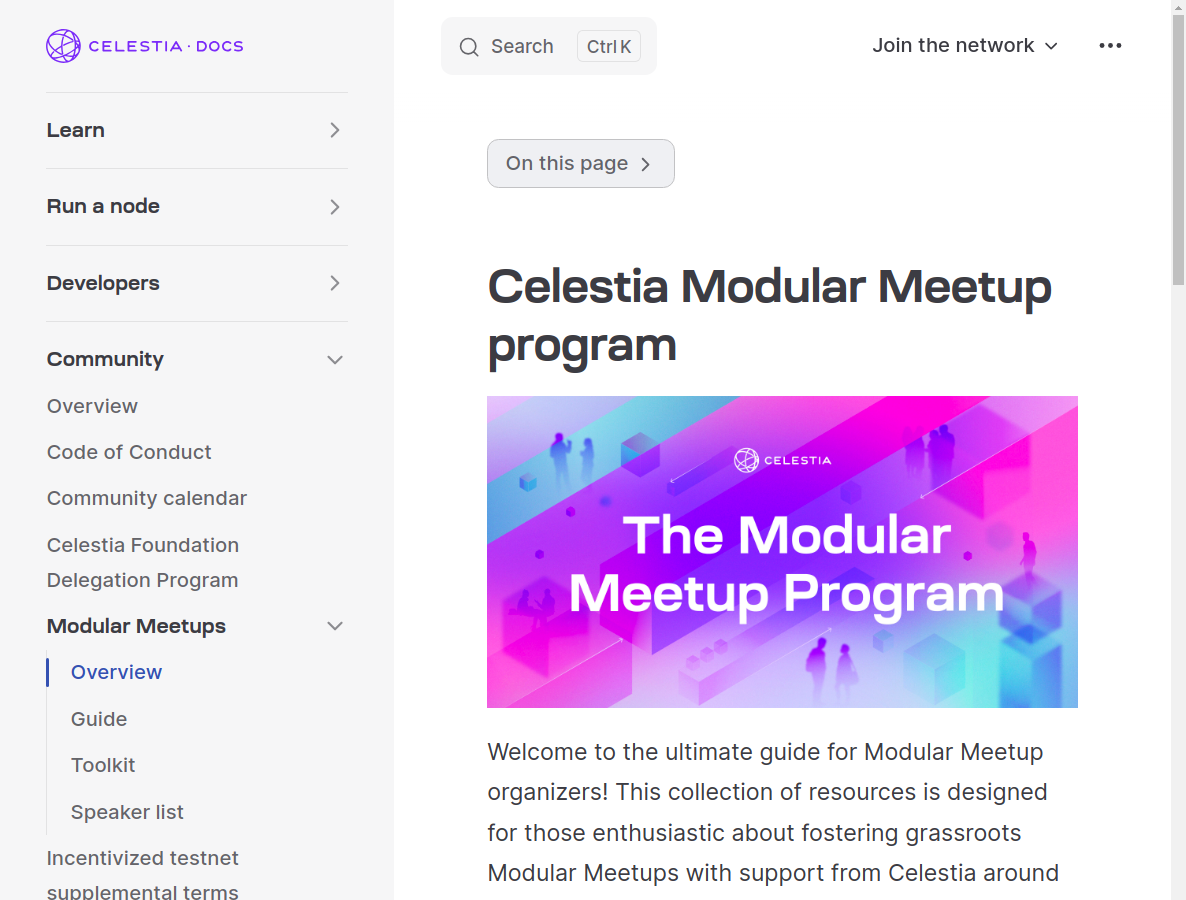 CELESTIA · DOCS
Learn
Run a node
Developers
Community
Overview
Code of Conduct
Community calendar
Celestia Foundation
Delegation Program
Modular Meetups
Overview
Guide
Toolkit
Speaker list
Incentivized testnet
supplemental terms
Search
Ctrl K
Join the network
On this page
Celestia Modular Meetup
program
CELESTIA
The Modular
Meetup Program
Welcome to the ultimate guide for Modular Meetup
organizers! This collection of resources is designed
for those enthusiastic about fostering grassroots
Modular Meetups with support from Celestia around